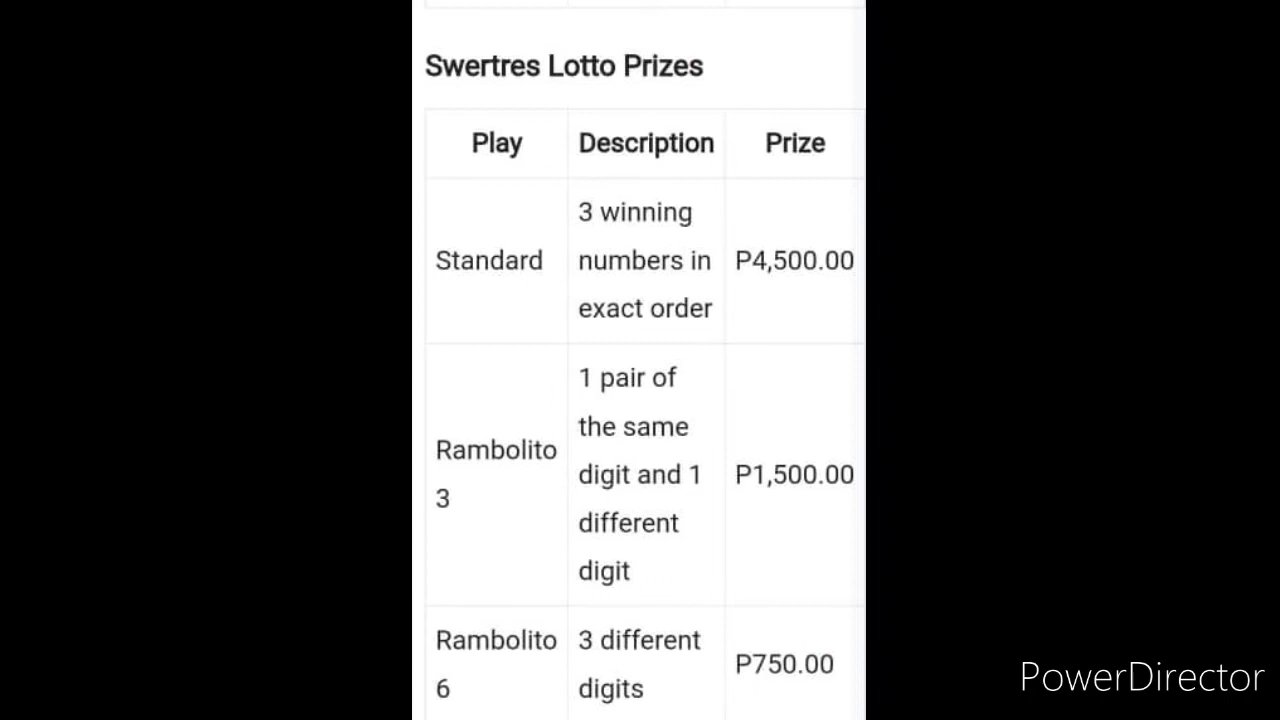 Swertres Lotto Prizes
Play Description Prize
Standard
3 winning
numbers in
exact order
P4,500.00
Rambolito
3
1 pair of
the same
digit and 1
different
digit
P1,500.00
Rambolito
6
3 different
digits
P750.00
PowerDirector